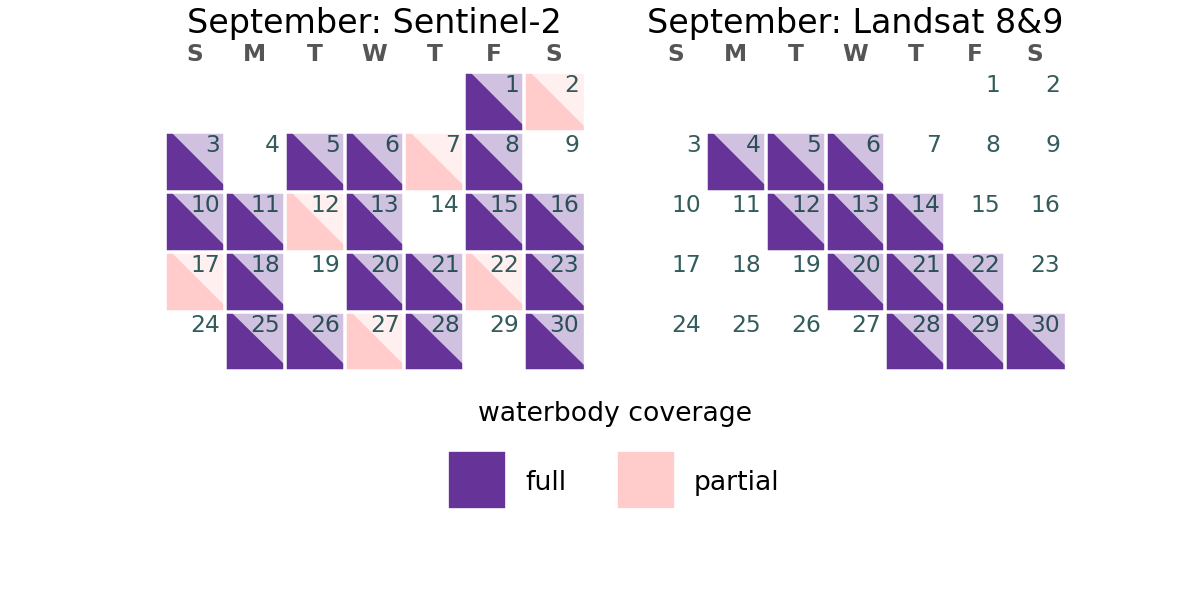 September: Sentinel-2
S M T W T F S
1 2
3 4 5 6 7 8 9
10 11 12 13 14 15 16
17 18 19 20 21 22 23
24 25 26 27 28 29 30
September: Landsat 8&9
S M T W T F S
1 2
3 4 5 6 7 8 9
10 11 12 13 14 15 16
17 18 19 20 21 22 23
24 25 26 27 28 29 30
waterbody coverage
full partial